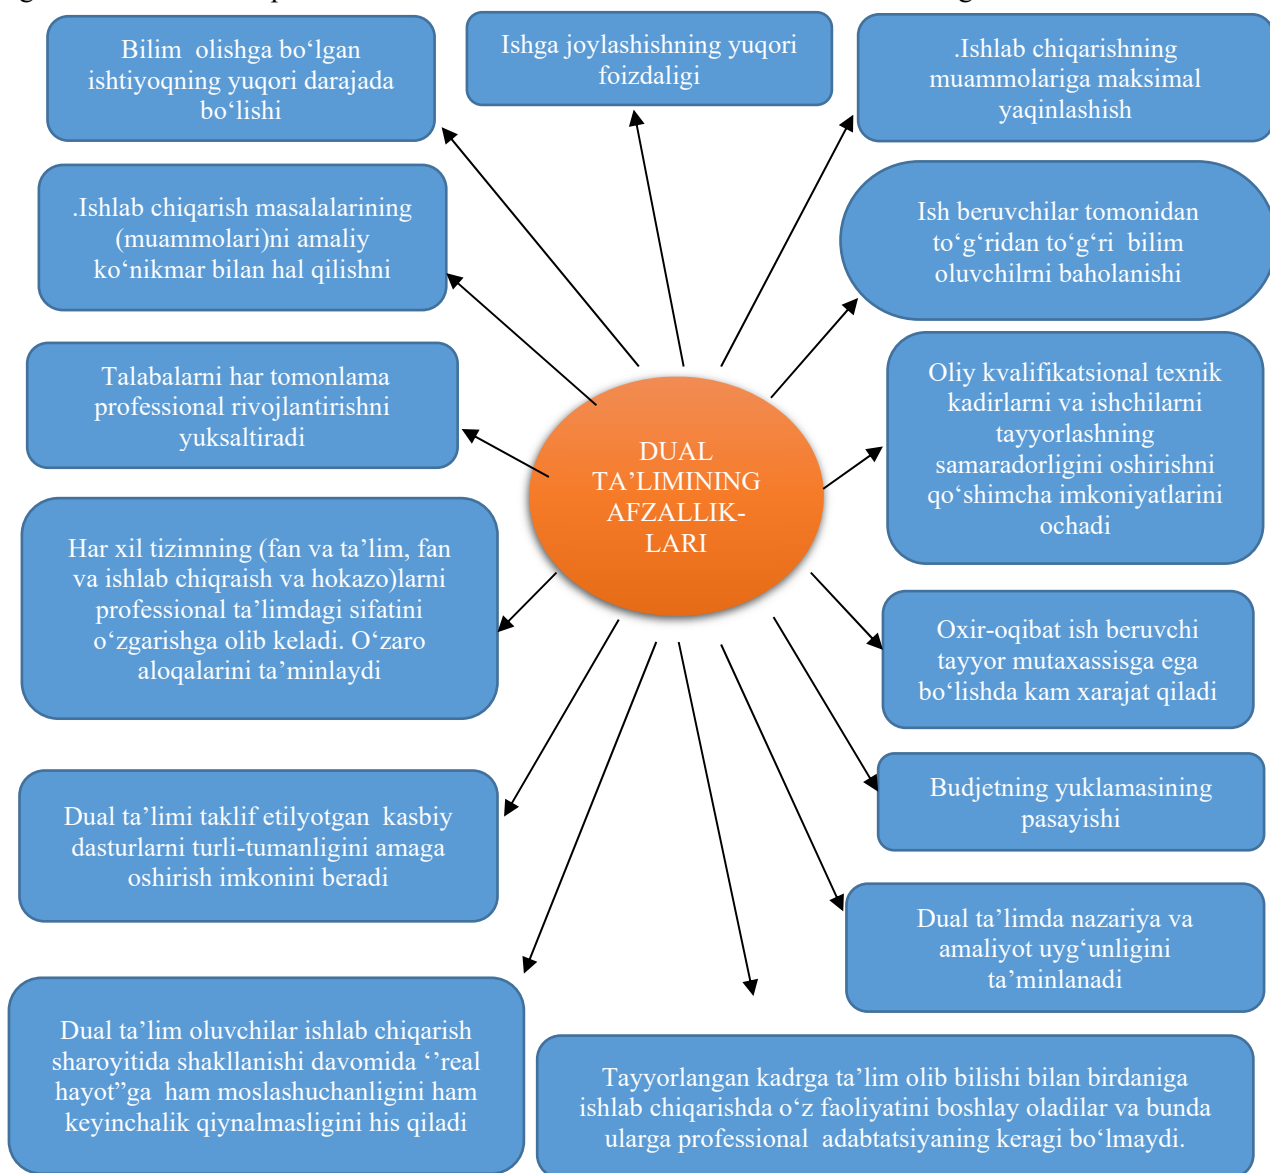 Bilim olishga bo‘lgan
ishtiyoqning yuqori darajada
bo‘lishi
Ishga joylashishning yuqori
foizdaligi
.Ishlab chiqarishning
muammolariga maksimal
yaqinlashish
.Ishlab chiqarish masalalarining
(muammolari)ni amaliy
ko‘nikmar bilan hal qilishni
Ish beruvchilar tomonidan
to‘g‘ridan to‘g‘ri bilim
oluvchilrni baholanishi
Talabalarni har tomonlama
professional rivojlantirishni
yuksaltiradi
Oliy kvalifikatsional texnik
kadirlarni va ishchilarni
tayyorlashning
samaradorligini oshirishni
qo‘shimcha imkoniyatlarini
ochadi
DUAL
TA’LIMINING
AFZALLIK-
LARI
Har xil tizimning (fan va ta’lim, fan
va ishlab chiqraish va hokazo)larni
professional ta’limdagi sifatini
o‘zgarishga olib keladi. O‘zaro
aloqalarini ta’minlaydi
Oxir-oqibat ish beruvchi
tayyor mutaxassisga ega
bo‘lishda kam xarajat qiladi
Dual ta’limi taklif etilyotgan kasbiy
dasturlarni turli-tumanligini amaga
oshirish imkonini beradi
Budjetning yuklamasining
pasayishi
Dual ta’limda nazariya va
amaliyot uyg‘unligini
ta’minlanadi
Dual ta’lim oluvchilar ishlab chiqarish
sharoyitida shakllanishi davomida ‘’real
hayot”ga ham moslashuchanligini ham
keyinchalik qiynalmasligini his qiladi
Tayyorlangan kadrga ta’lim olib bilishi bilan birdaniga
ishlab chiqarishda o‘z faoliyatini boshlay oladilar va bunda
ularga professional adabtatsiyaning keragi bo‘lmaydi.